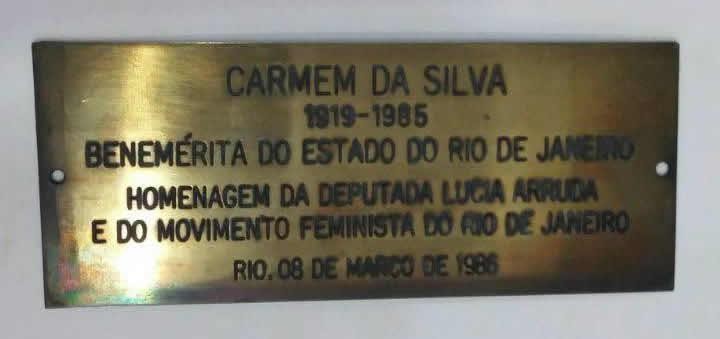 CARMEM DA SILVA
1919-1985
BENEMÉRITA DO ESTADO DO RIO DE JANEIRO
HOMENAGEM DA DEPUTADA LUCIA ARRUDA
E DO MOVIMENTO FEMINISTA DO RIO DE JANEIRO
RIO, 08 DE MARÇO DE 1986